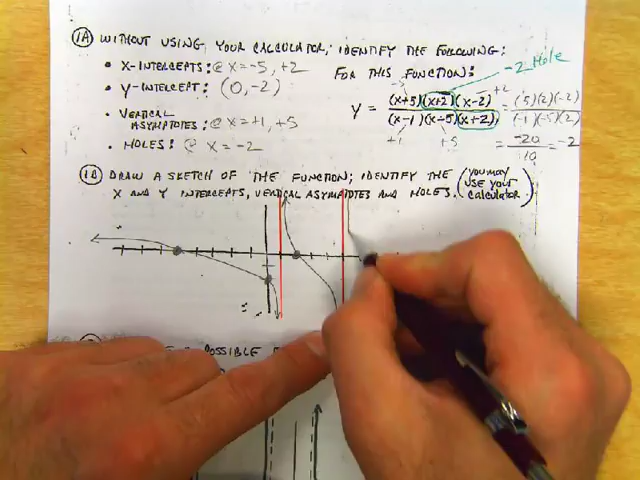 1A WITHOUT USING YOUR CALCULATOR, IDENTIFY THE FOLLOWING:
• X-INTERCEPTS: @ x=-5, +2
FOR THIS FUNCTION:
-2 Hole
• Y-INTERCEPT: (0,-2)
• VERTICAL ASYMPTOTES: @ x=+1, +5
• HOLES: @ x=-2
-5 +2
Y = (x+5)(x+2)(x-2) / (x-1)(x-5)(x+2) = (5)(2)(-2) / (-1)(-5)(2)
+1 +5
= -20/10 = -2
1B DRAW A SKETCH OF THE FUNCTION; IDENTIFY THE
X AND Y INTERCEPTS, VERTICAL ASYMPTOTES AND HOLES.
(YOU MAY USE YOUR CALCULATOR)
POSSIBLE